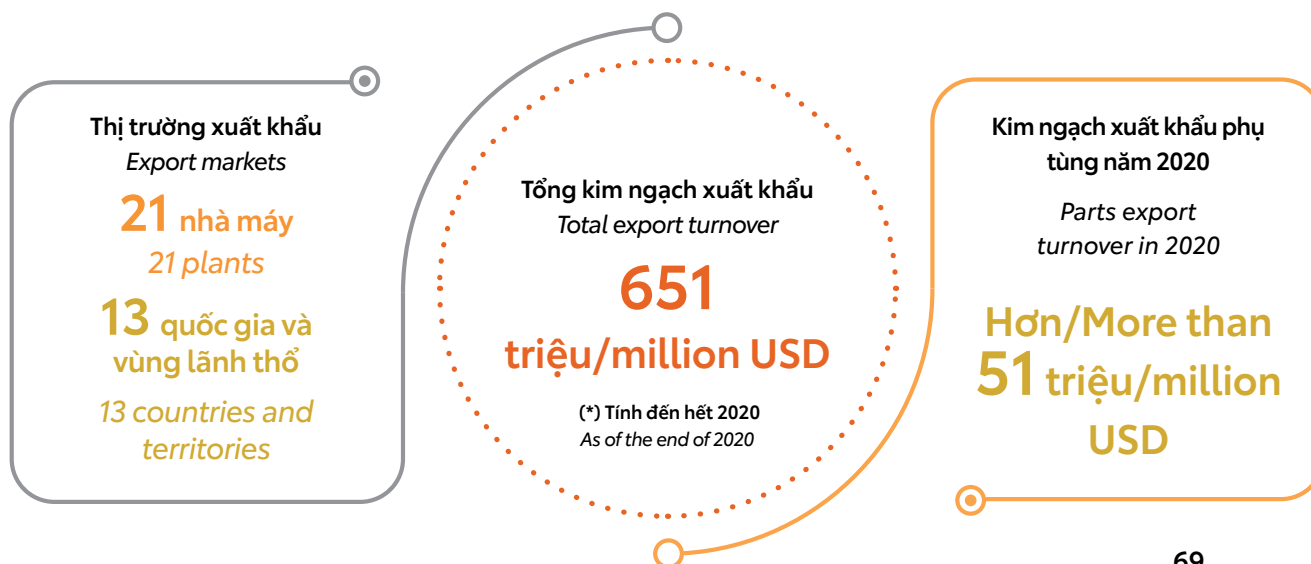 Thị trường xuất khẩu
Export markets
21 nhà máy
21 plants
13 quốc gia và
vùng lãnh thổ
13 countries and
territories
Tổng kim ngạch xuất khẩu
Total export turnover
651
triệu/million USD
(*) Tính đến hết 2020
As of the end of 2020
Kim ngạch xuất khẩu phụ
tùng năm 2020
Parts export
turnover in 2020
Hơn/More than
51 triệu/million
USD
69